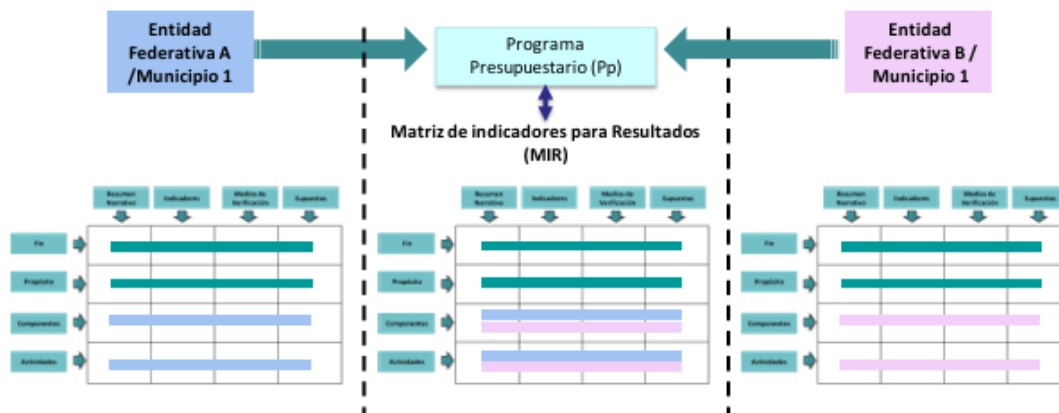 Entidad
Federativa A
/Municipio 1
Programa
Presupuestario (Pp)
Entidad
Federativa B /
Municipio 1
Matriz de indicadores para Resultados
(MIR)
Resumen
Narrativo
Indicadores
Medios de
Verificación
Supuestos
Fin
Propósito
Componentes
Actividades
Resumen
Narrativo
Indicadores
Medios de
Verificación
Supuestos
Fin
Propósito
Componentes
Actividades
Resumen
Narrativo
Indicadores
Medios de
Verificación
Supuestos
Fin
Propósito
Componentes
Actividades